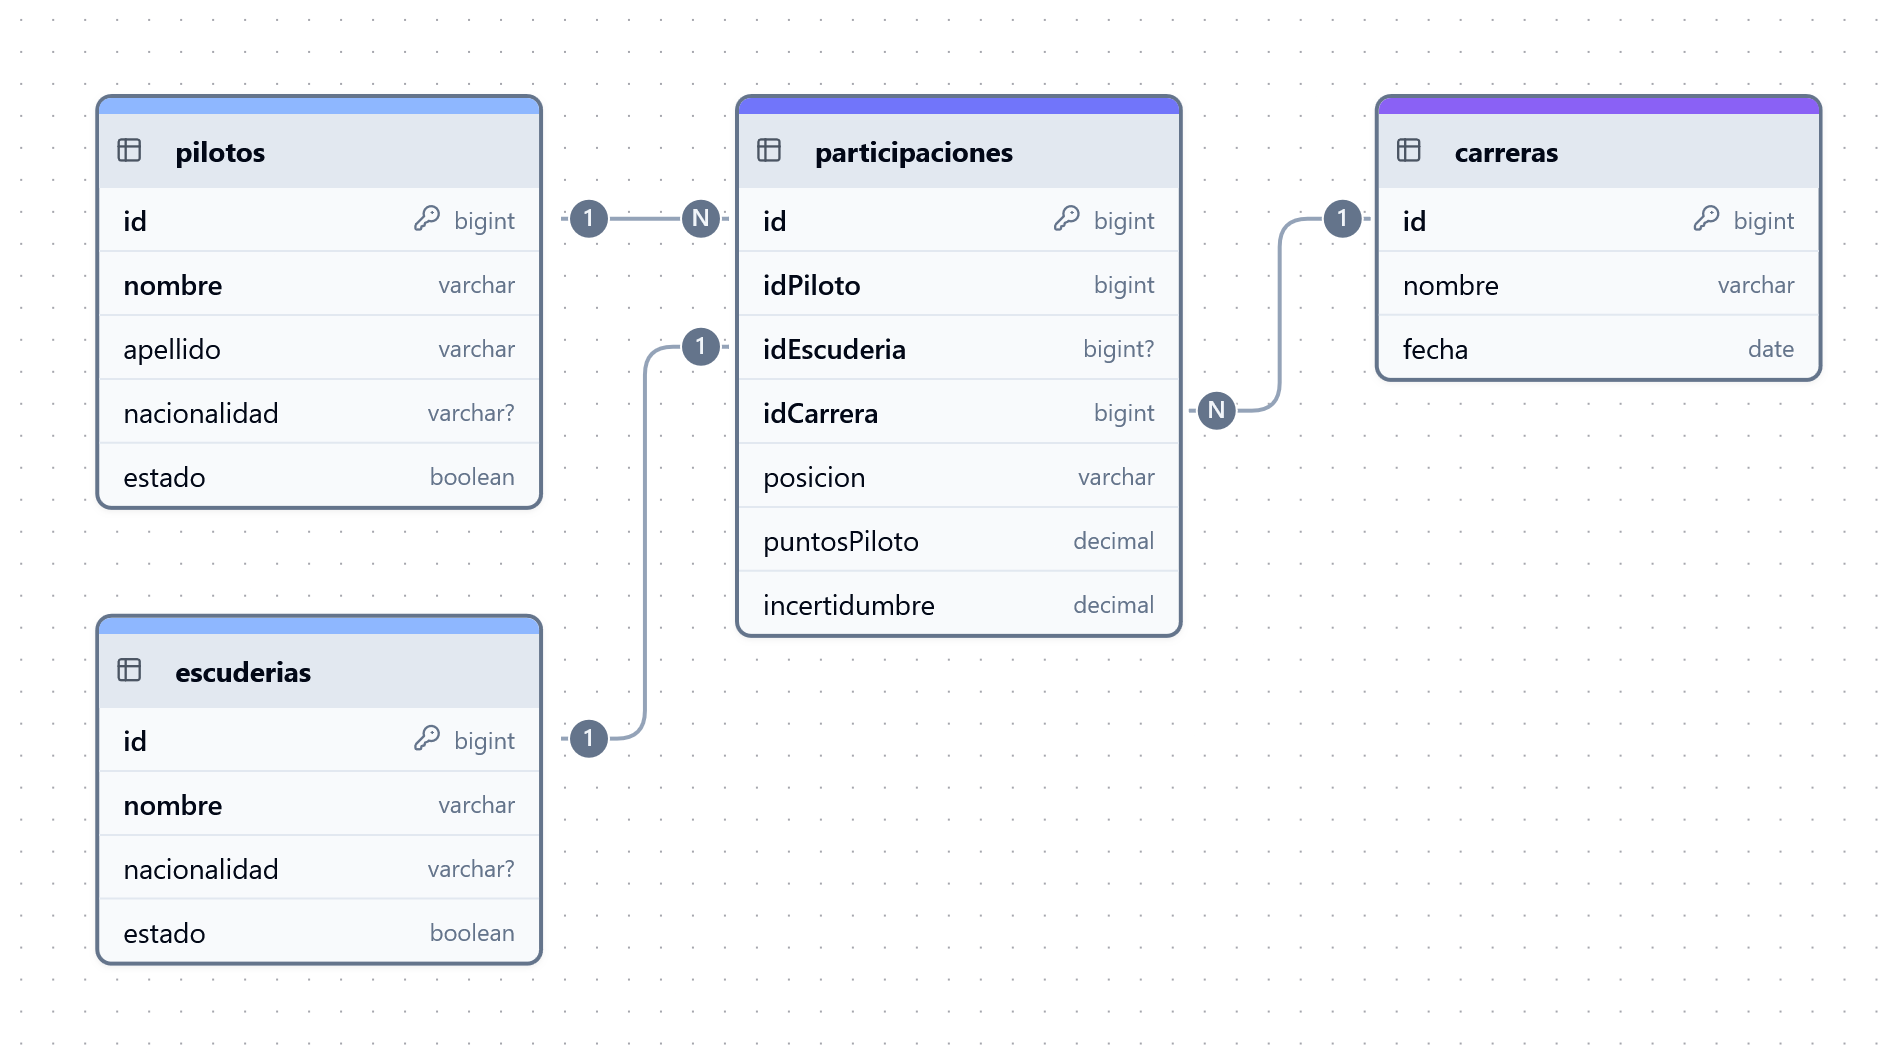 pilotos
id bigint
nombre varchar
apellido varchar
nacionalidad varchar?
estado boolean
1 N
participaciones
id bigint
idPiloto bigint
idEscuderia bigint?
idCarrera bigint
posicion varchar
puntosPiloto decimal
incertidumbre decimal
1
N
1
carreras
id bigint
nombre varchar
fecha date
escuderias
id bigint
nombre varchar
nacionalidad varchar?
estado boolean
1